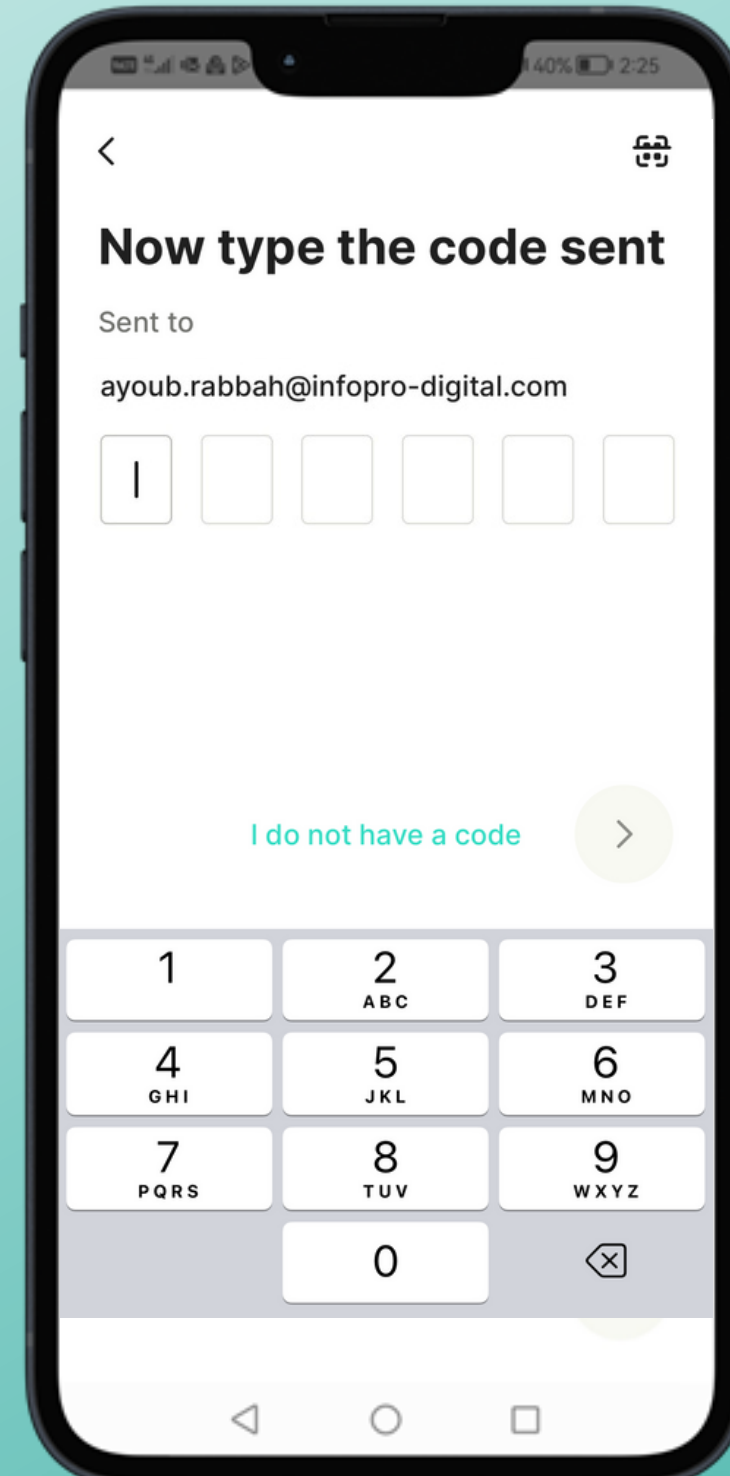 40% 2:25
Now type the code sent
Sent to
ayoub.rabbah@infopro-digital.com
I do not have a code
1 2 3
ABC DEF
4 5 6
GHI JKL MNO
7 8 9
PQRS TUV WXYZ
0